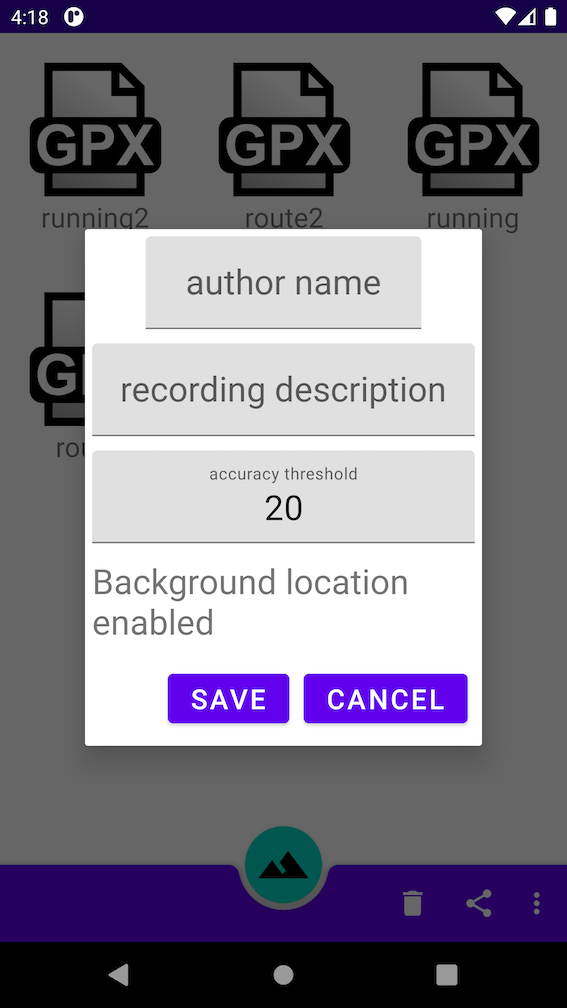 4:18
GPX GPX GPX
running2 route2 running
author name
recording description
accuracy threshold
20
Background location
enabled
SAVE CANCEL